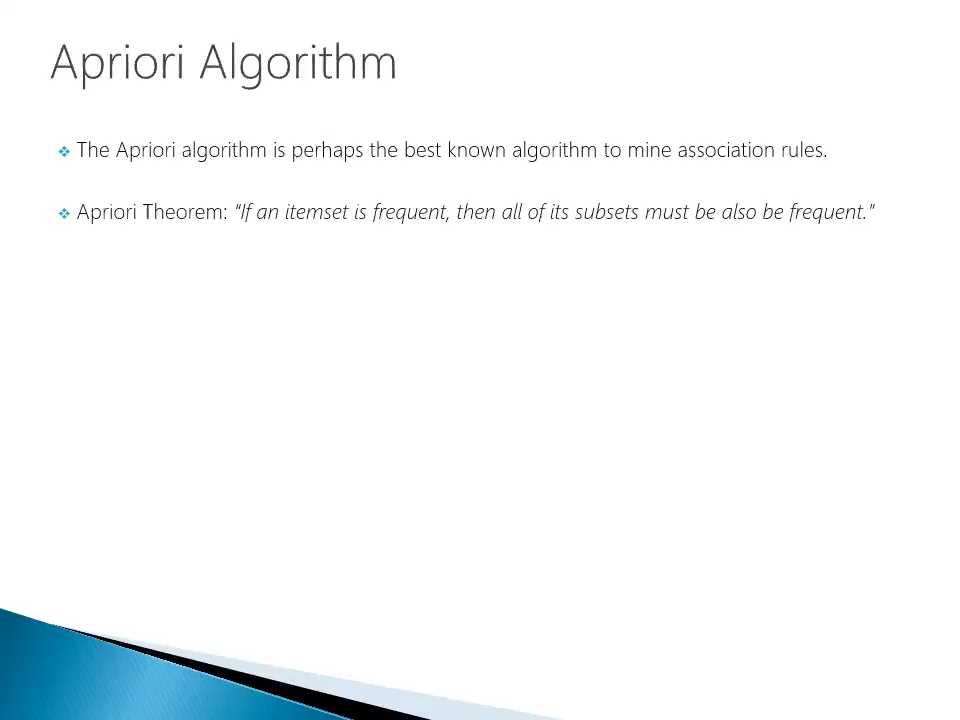 Apriori Algorithm
❖ The Apriori algorithm is perhaps the best known algorithm to mine association rules.
❖ Apriori Theorem: "If an itemset is frequent, then all of its subsets must be also be frequent."